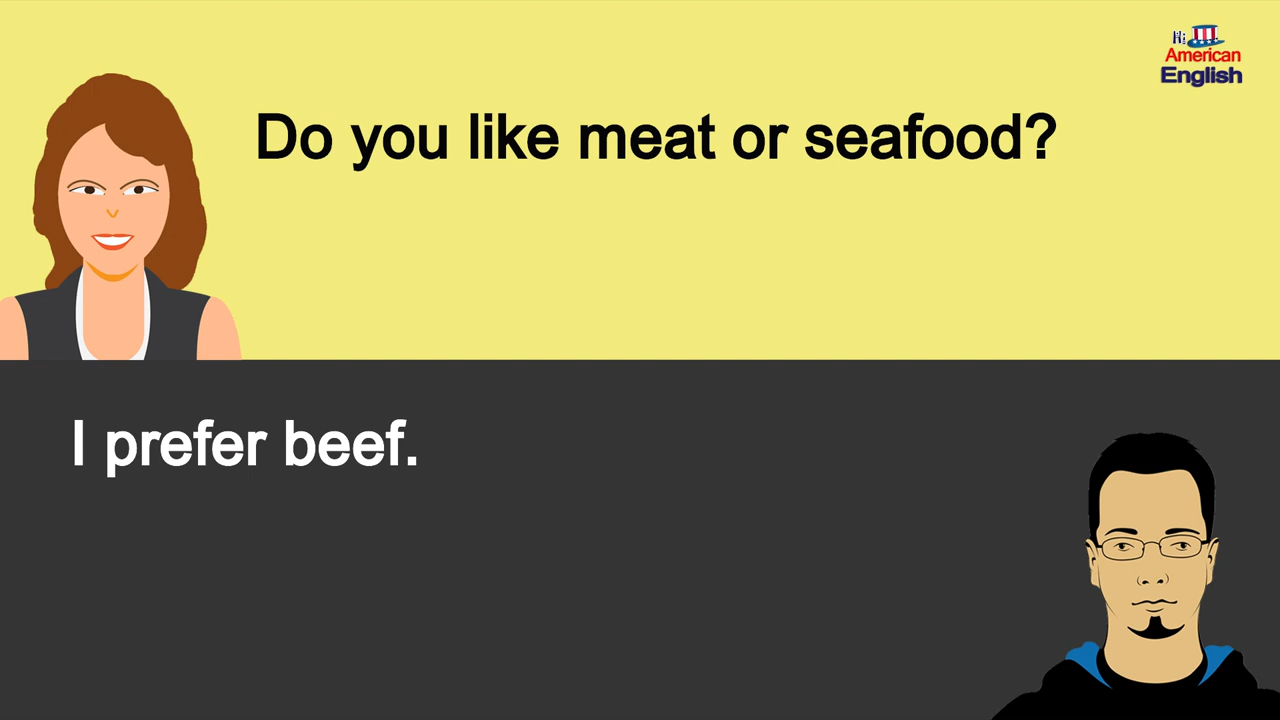 Hi
American
English
Do you like meat or seafood?
I prefer beef.